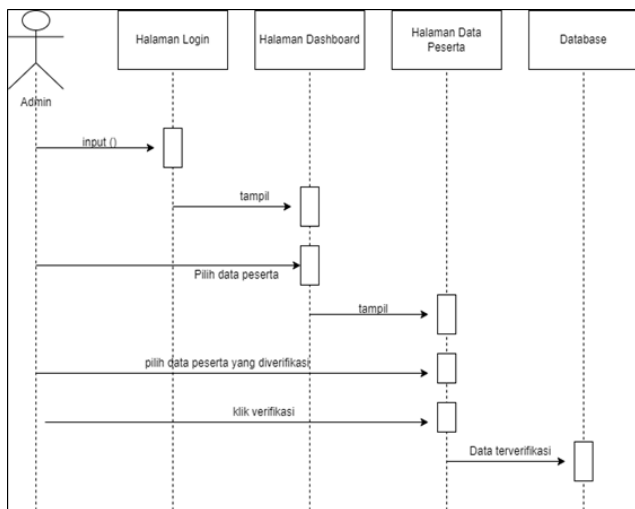 Halaman Login
Halaman Dashboard
Halaman Data
Peserta
Database
Admin
input ()
tampil
Pilih data peserta
tampil
pilih data peserta yang diverifikasi
klik verifikasi
Data terverifikasi